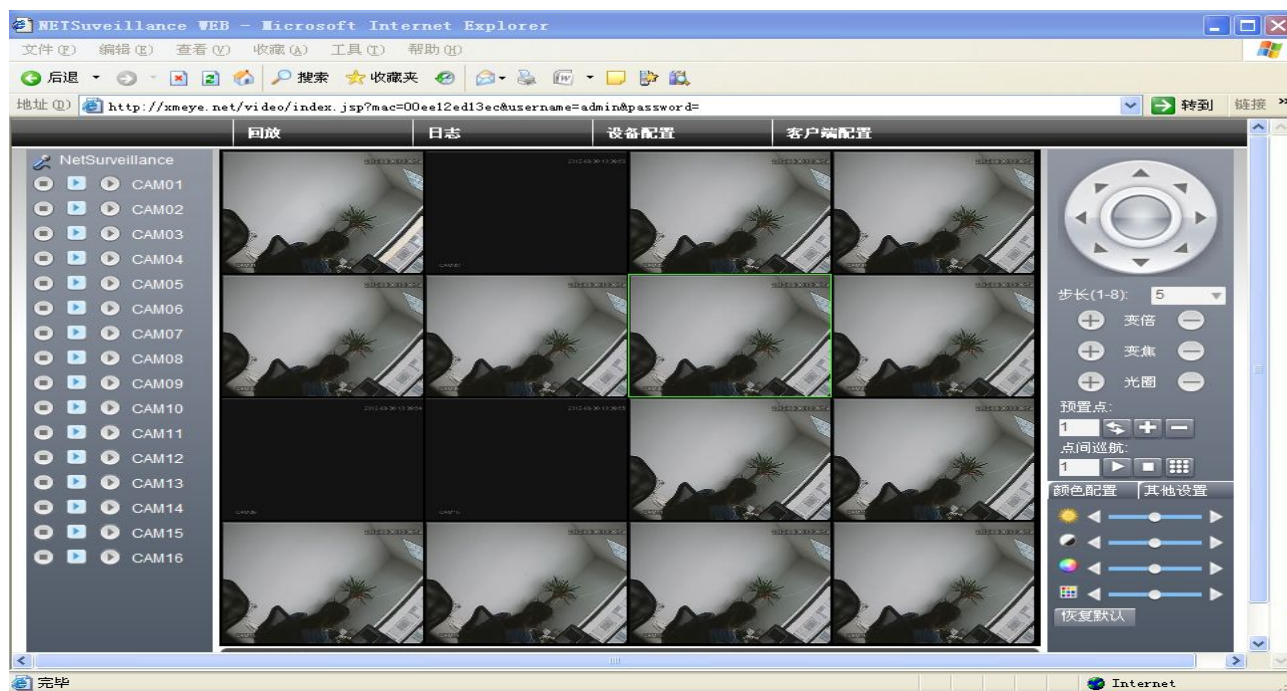 NETSuveillance WEB - Microsoft Internet Explorer
文件(F) 编辑(E) 查看(V) 收藏(A) 工具(T) 帮助(H)
后退 搜索 收藏夹
地址(D) http://xmeye.net/video/index.jsp?mac=00ee12ed13ec&username=admin&password= 转到 链接 »
回放 日志 设备配置 客户端配置
NetSurveillance
CAM01
CAM02
CAM03
CAM04
CAM05
CAM06
CAM07
CAM08
CAM09
CAM10
CAM11
CAM12
CAM13
CAM14
CAM15
CAM16
步长(1-8): 5
变倍
变焦
光圈
预置点:
1
点间巡航:
1
颜色配置 其他设置
恢复默认
完毕 Internet